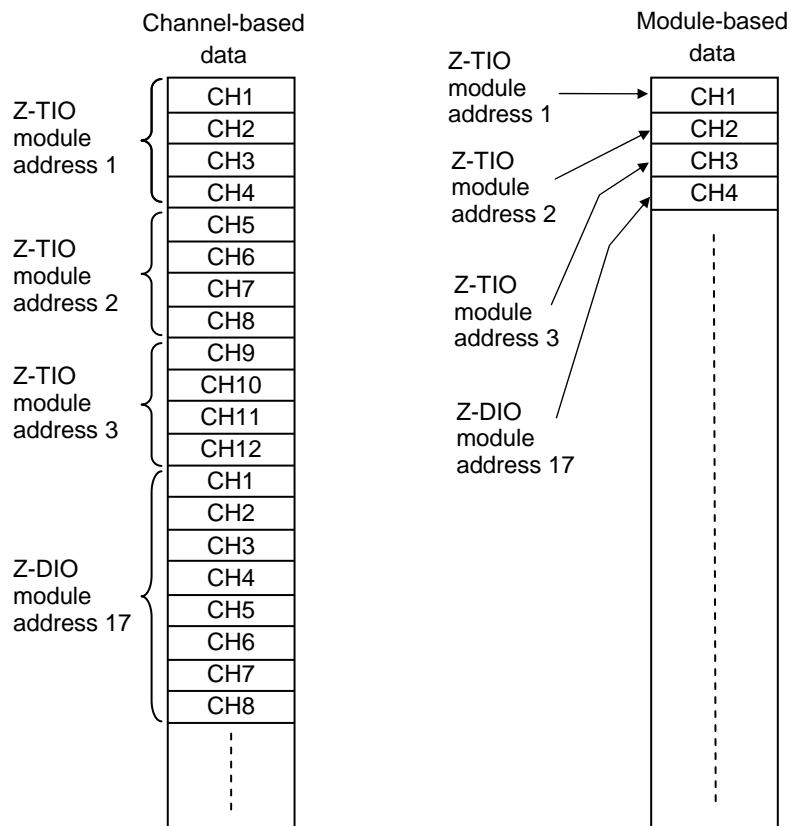 Channel-based
data
Z-TIO
module
address 1
CH1
CH2
CH3
CH4
Z-TIO
module
address 2
CH5
CH6
CH7
CH8
Z-TIO
module
address 3
CH9
CH10
CH11
CH12
Z-DIO
module
address 17
CH1
CH2
CH3
CH4
CH5
CH6
CH7
CH8
Module-based
data
Z-TIO
module
address 1
Z-TIO
module
address 2
Z-TIO
module
address 3
Z-DIO
module
address 17
CH1
CH2
CH3
CH4